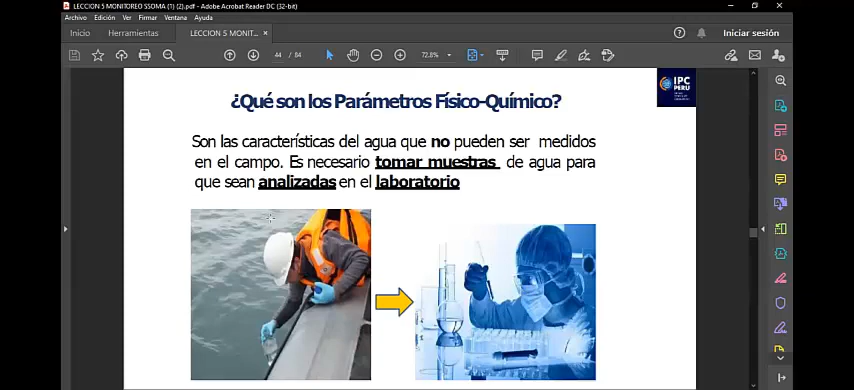 LECCION 5 MONITOREO SSOMA (1) (2).pdf - Adobe Acrobat Reader DC (32-bit)
Archivo Edición Ver Firmar Ventana Ayuda
Inicio Herramientas LECCION 5 MONIT... × Iniciar sesión
44 / 84 72.8%
IPC
PERU
¿Qué son los Parámetros Físico-Químico?
Son las características del agua que no pueden ser medidos
en el campo. Es necesario tomar muestras de agua para
que sean analizadas en el laboratorio